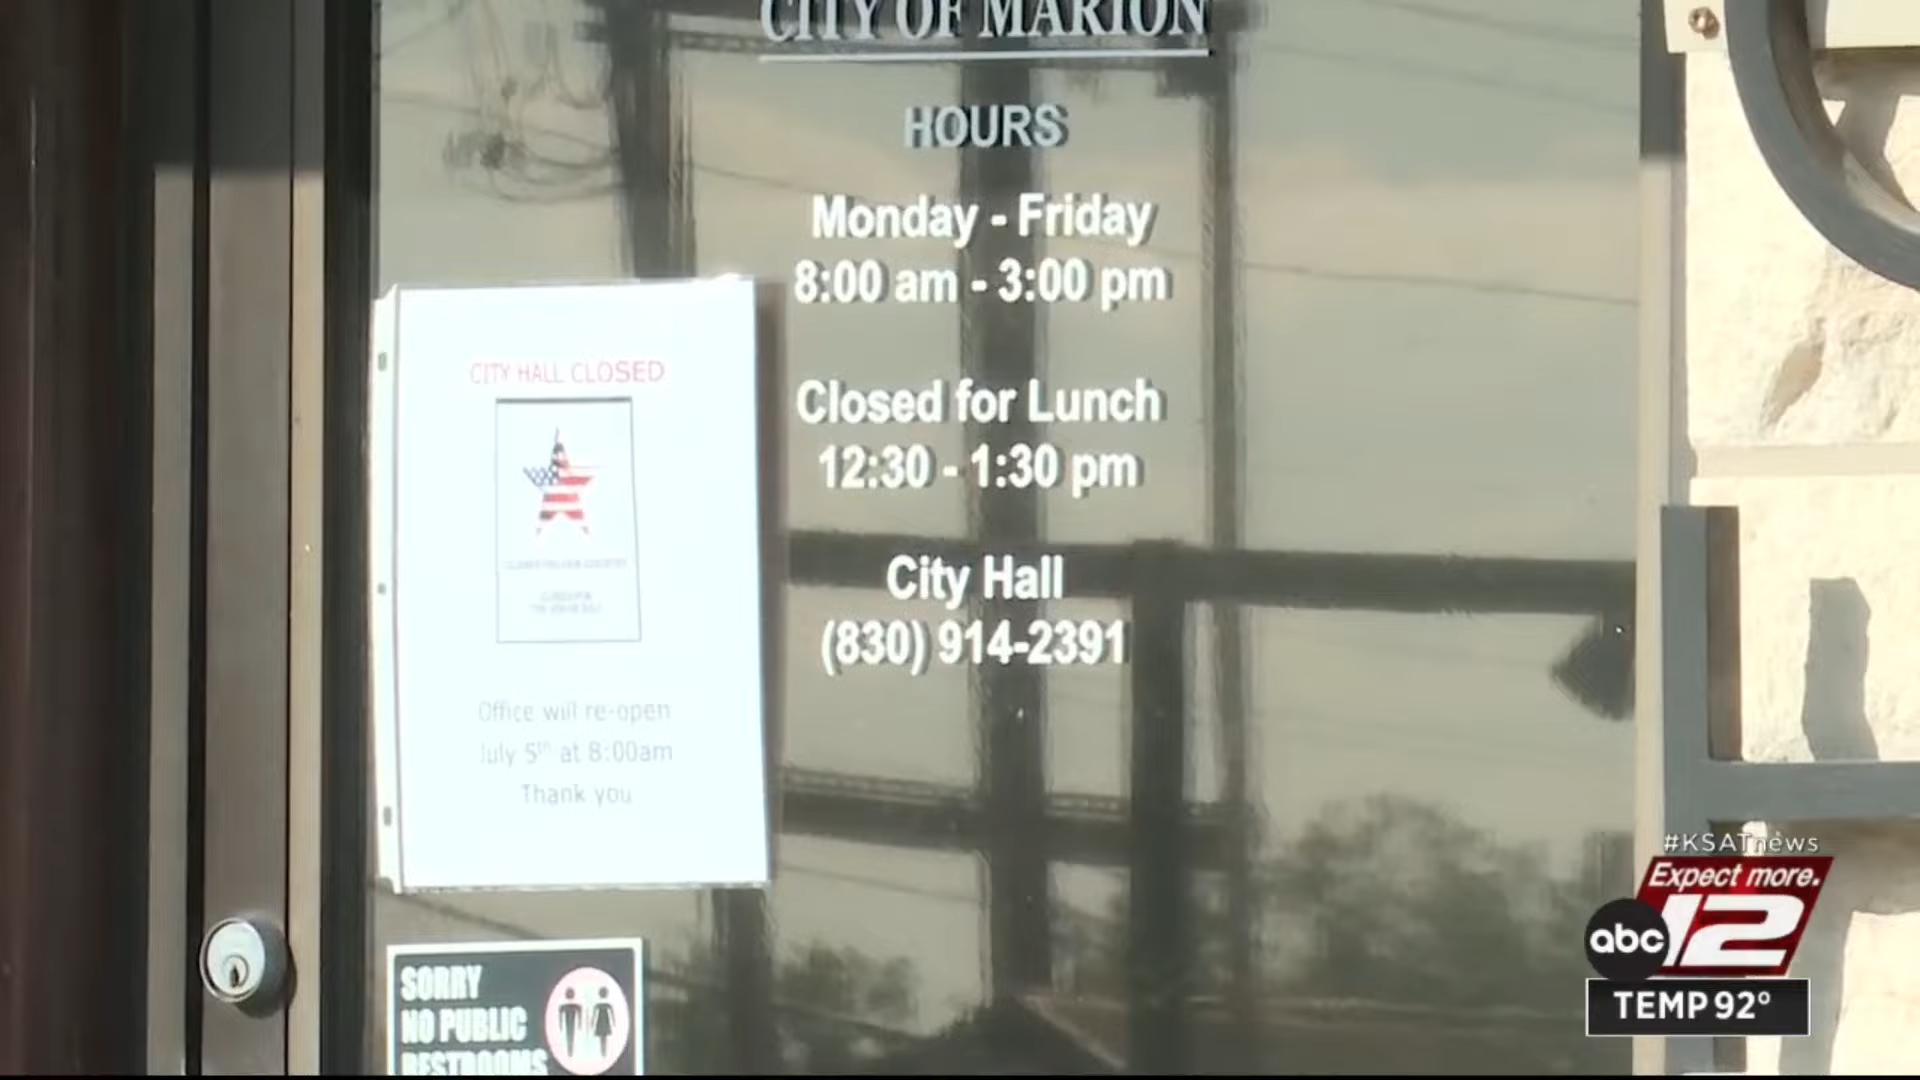 CITY OF MARION
HOURS
Monday - Friday
8:00 am - 3:00 pm
Closed for Lunch
12:30 - 1:30 pm
City Hall
(830) 914-2391
CITY HALL CLOSED
Office will re-open
July 5th at 8:00am
Thank you
SORRY
NO PUBLIC
RESTROOMS
#KSATnews
Expect more.
abc 12
TEMP 92°